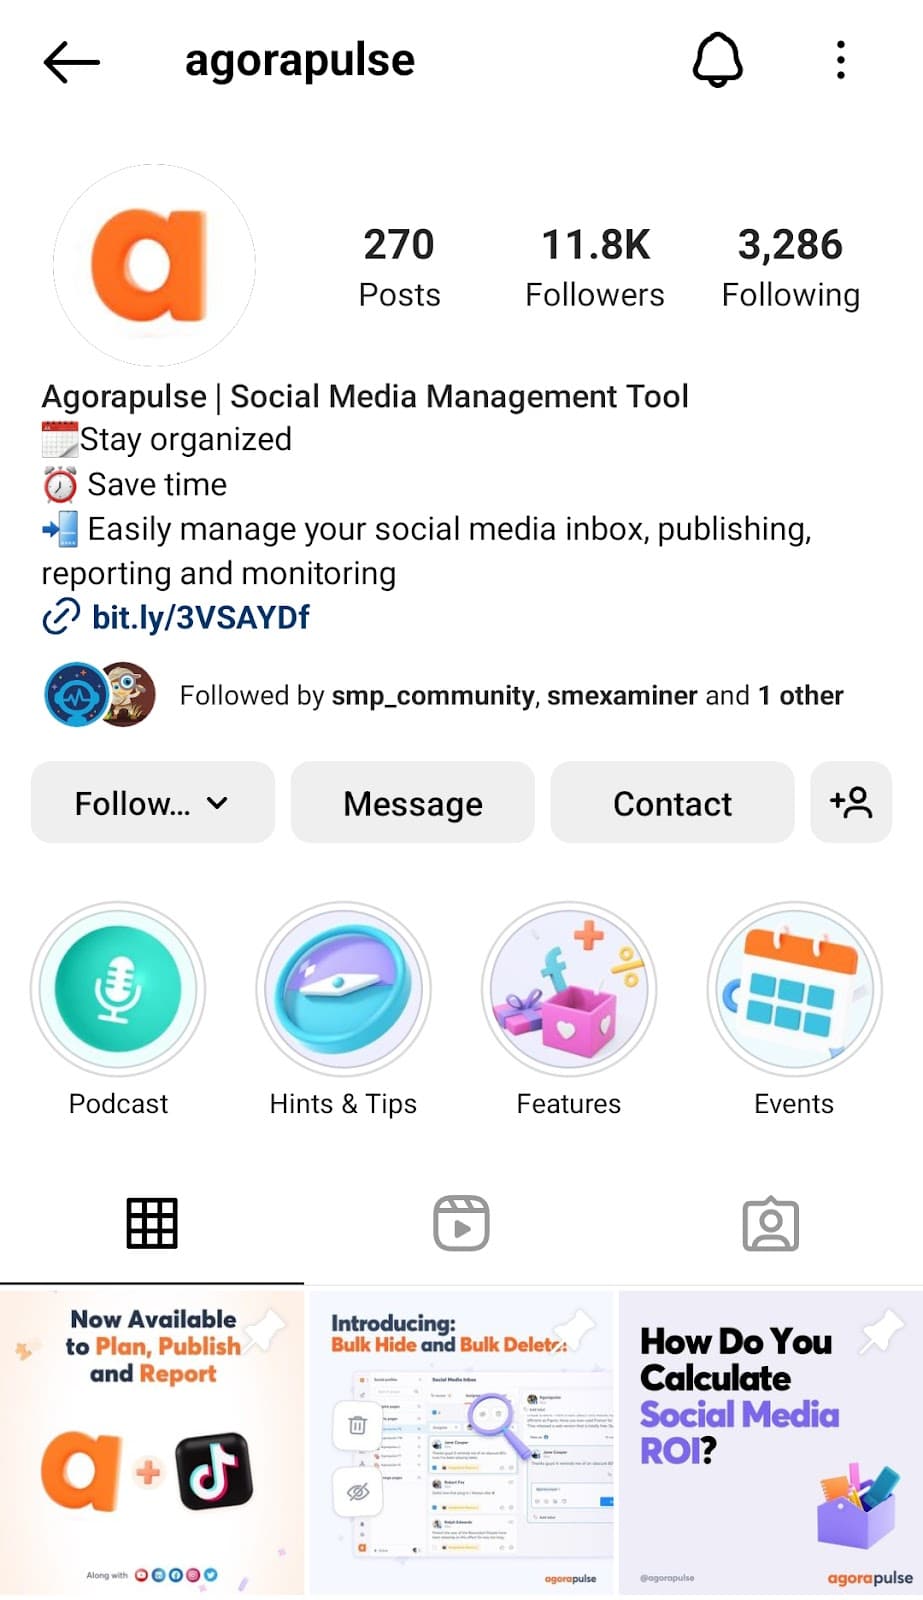 agorapulse
270 11.8K 3,286
Posts Followers Following
Agorapulse | Social Media Management Tool
Stay organized
Save time
Easily manage your social media inbox, publishing,
reporting and monitoring
bit.ly/3VSAYDf
Followed by smp_community, smexaminer and 1 other
Follow... Message Contact
Podcast Hints & Tips Features Events
Now Available
to Plan, Publish
and Report
Along with
Introducing:
Bulk Hide and Bulk Delete:
Social Media Inbox
agorapulse
How Do You
Calculate
Social Media
ROI?
@agorapulse
agorapulse